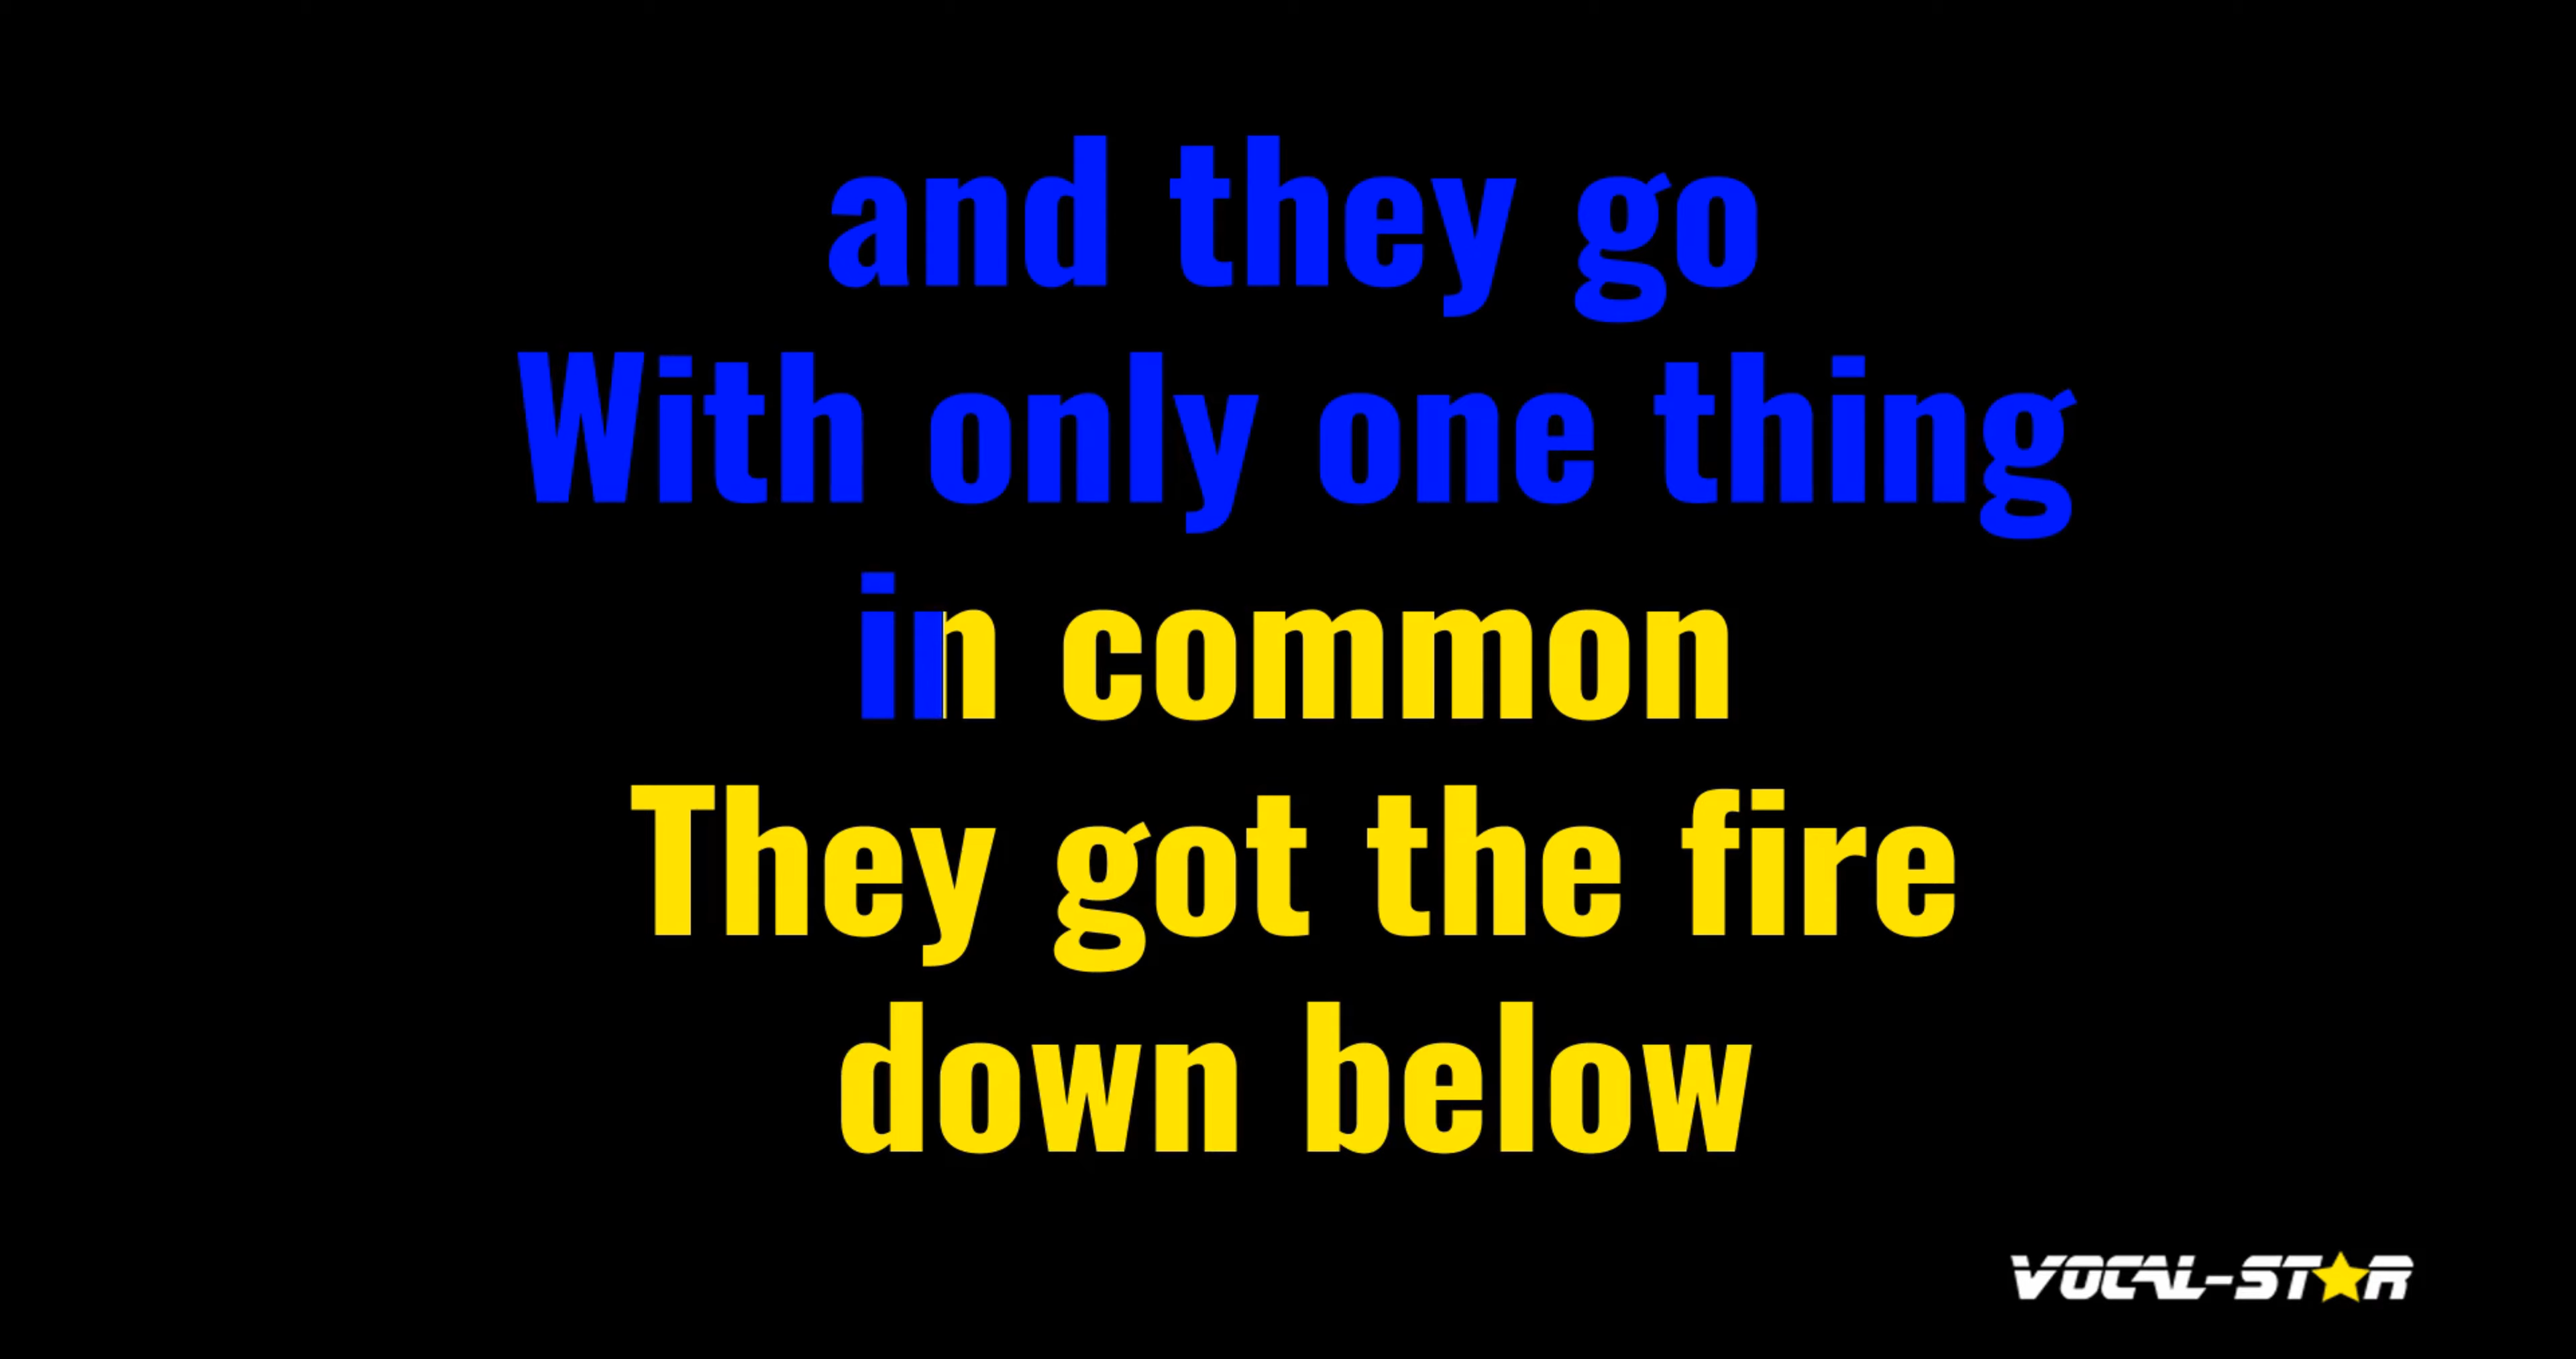 and they go
With only one thing
in common
They got the fire
down below
VOCAL-STAR